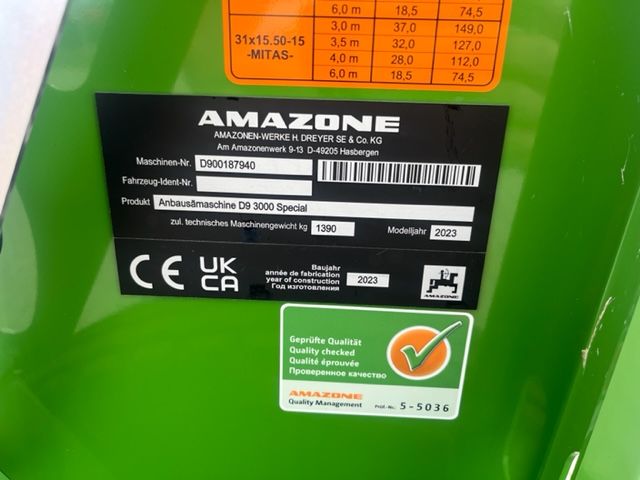 6,0 m 18,5 74,5
31x15.50-15 -MITAS- 3,0 m 37,0 149,0
3,5 m 32,0 127,0
4,0 m 28,0 112,0
6,0 m 18,5 74,5
AMAZONE
AMAZONEN-WERKE H. DREYER SE & Co. KG
Am Amazonenwerk 9-13 D-49205 Hasbergen
Maschinen-Nr. D900187940
Fahrzeug-Ident-Nr.
Produkt Anbausämaschine D9 3000 Special
zul. technisches Maschinengewicht kg 1390 Modelljahr 2023
CE UK CA
Baujahr
année de fabrication
year of construction
Год изготовления
2023
AMAZONE
Geprüfte Qualität
Quality checked
Qualité éprouvée
Проверенное качество
AMAZONE
Quality Management Prüf.-Nr. 5-5036